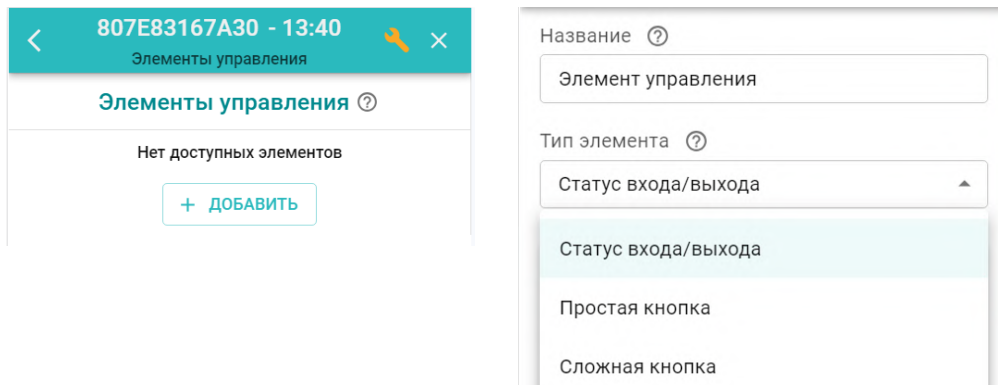 807E83167A30 - 13:40
Элементы управления
Элементы управления
Нет доступных элементов
+ ДОБАВИТЬ
Название
Элемент управления
Тип элемента
Статус входа/выхода
Статус входа/выхода
Простая кнопка
Сложная кнопка